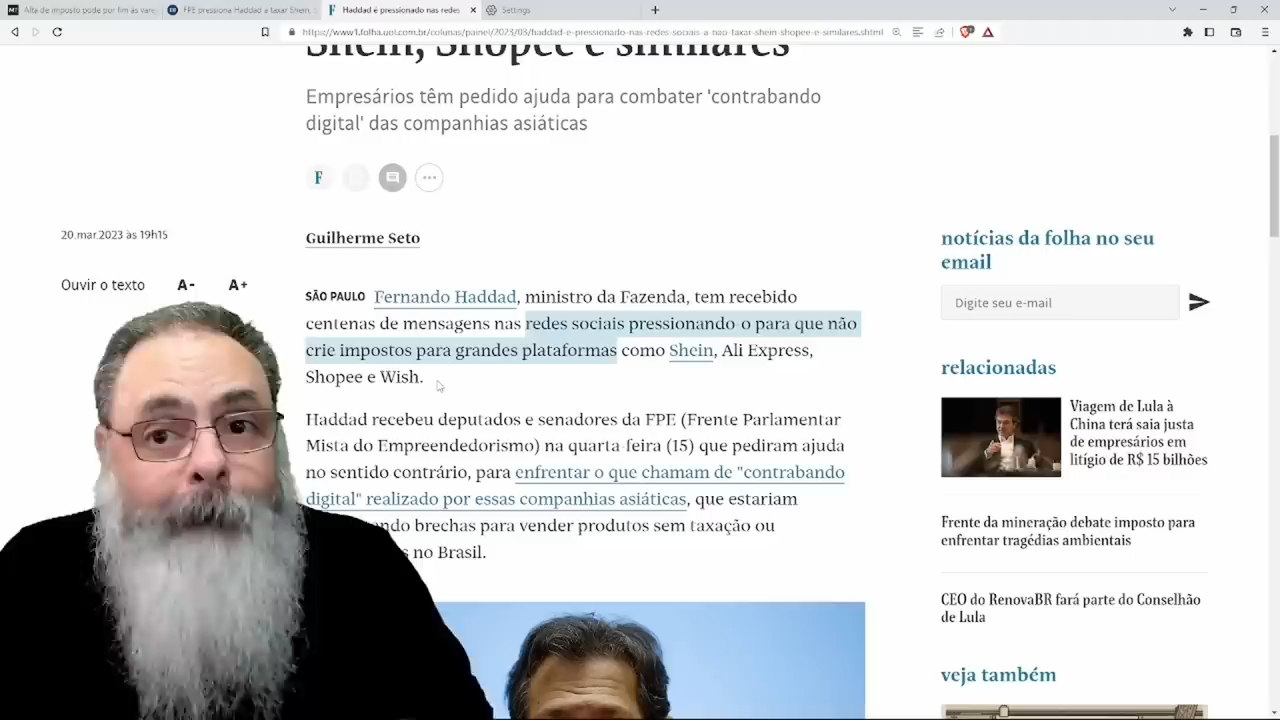 Alta de imposto pode por fim às vare
FPE pressiona Haddad a taxar Shein, S
Haddad é pressionado nas redes
Settings
https://www1.folha.uol.com.br/colunas/painel/2023/03/haddad-e-pressionado-nas-redes-sociais-a-nao-taxar-shein-shopee-e-similares.shtml
Shein, Shopee e similares
Empresários têm pedido ajuda para combater 'contrabando
digital' das companhias asiáticas
F
20.mar.2023 às 19h15
Guilherme Seto
Ouvir o texto A- A+
SÃO PAULO Fernando Haddad, ministro da Fazenda, tem recebido
centenas de mensagens nas redes sociais pressionando-o para que não
crie impostos para grandes plataformas como Shein, Ali Express,
Shopee e Wish.
Haddad recebeu deputados e senadores da FPE (Frente Parlamentar
Mista do Empreendedorismo) na quarta-feira (15) que pediram ajuda
no sentido contrário, para enfrentar o que chamam de "contrabando
digital" realizado por essas companhias asiáticas, que estariam
ndo brechas para vender produtos sem taxação ou
s no Brasil.
notícias da folha no seu
email
Digite seu e-mail
relacionadas
Viagem de Lula à
China terá saia justa
de empresários em
litígio de R$ 15 bilhões
Frente da mineração debate imposto para
enfrentar tragédias ambientais
CEO do RenovaBR fará parte do Conselhão
de Lula
veja também